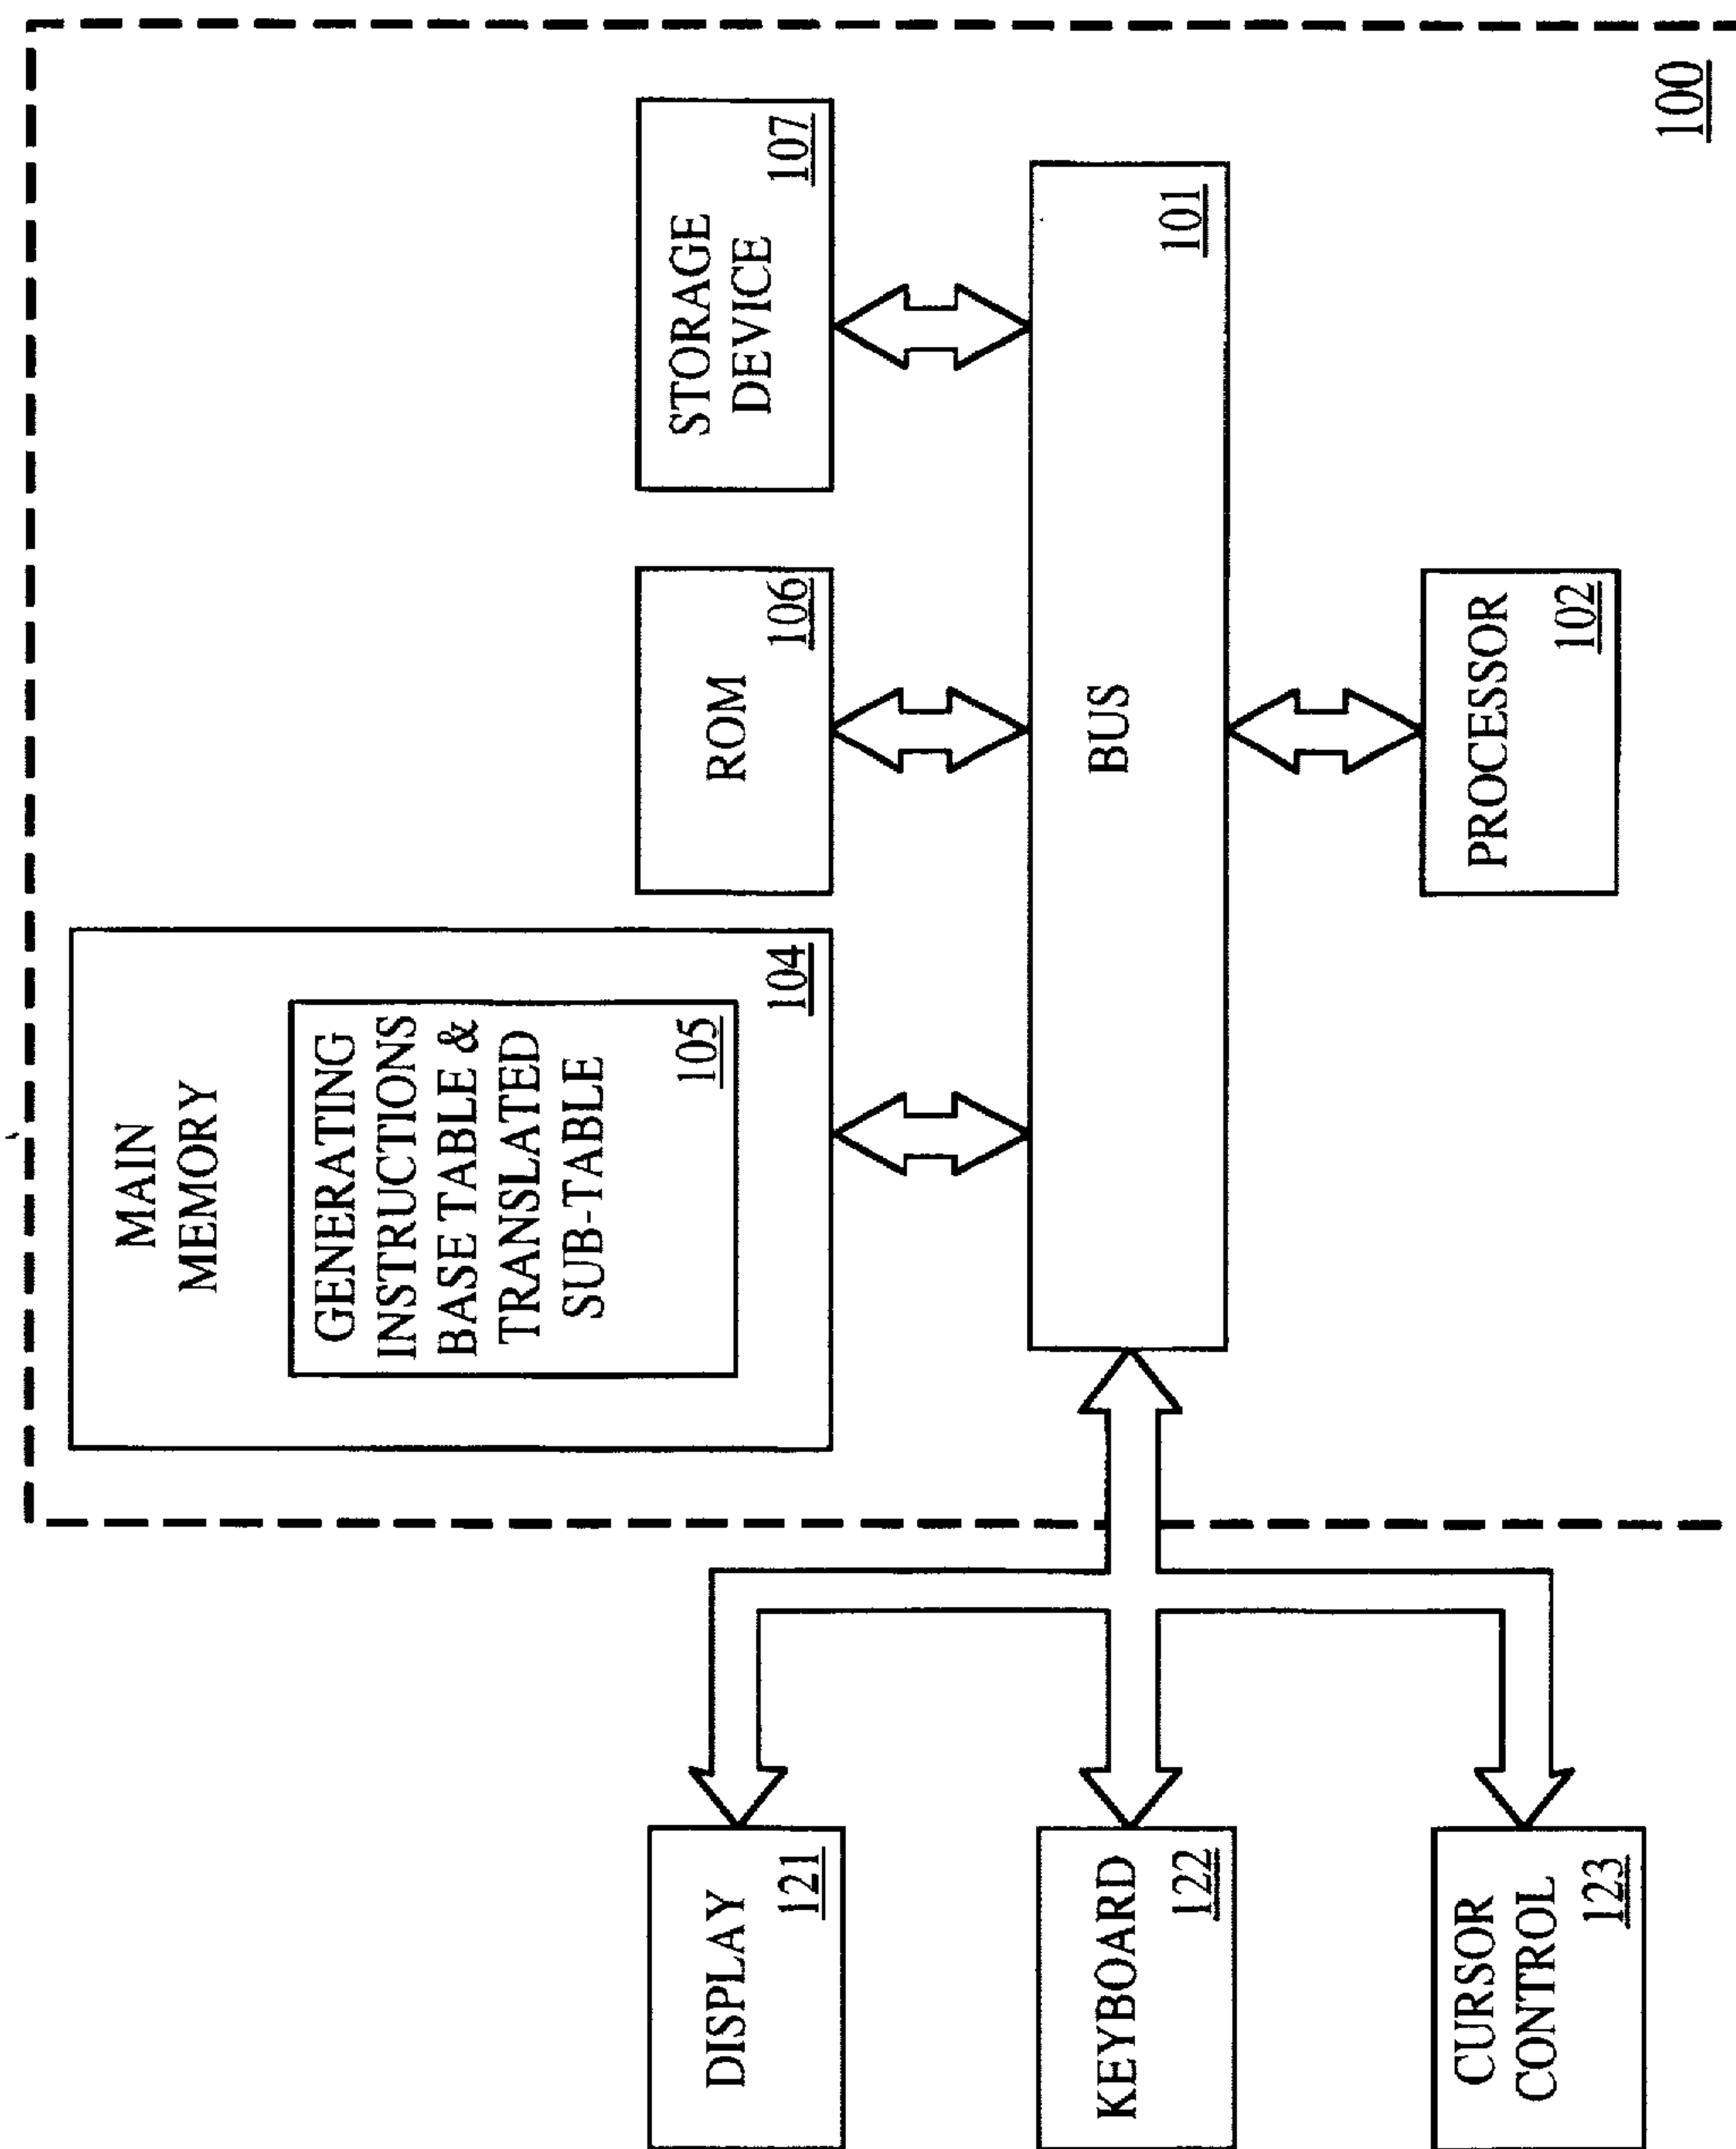 MAIN
MEMORY
GENERATING
INSTRUCTIONS
BASE TABLE &
TRANSLATED
SUB-TABLE
105
104
ROM
106
STORAGE
DEVICE
107
DISPLAY
121
KEYBOARD
122
CURSOR
CONTROL
123
BUS
101
PROCESSOR
102
100